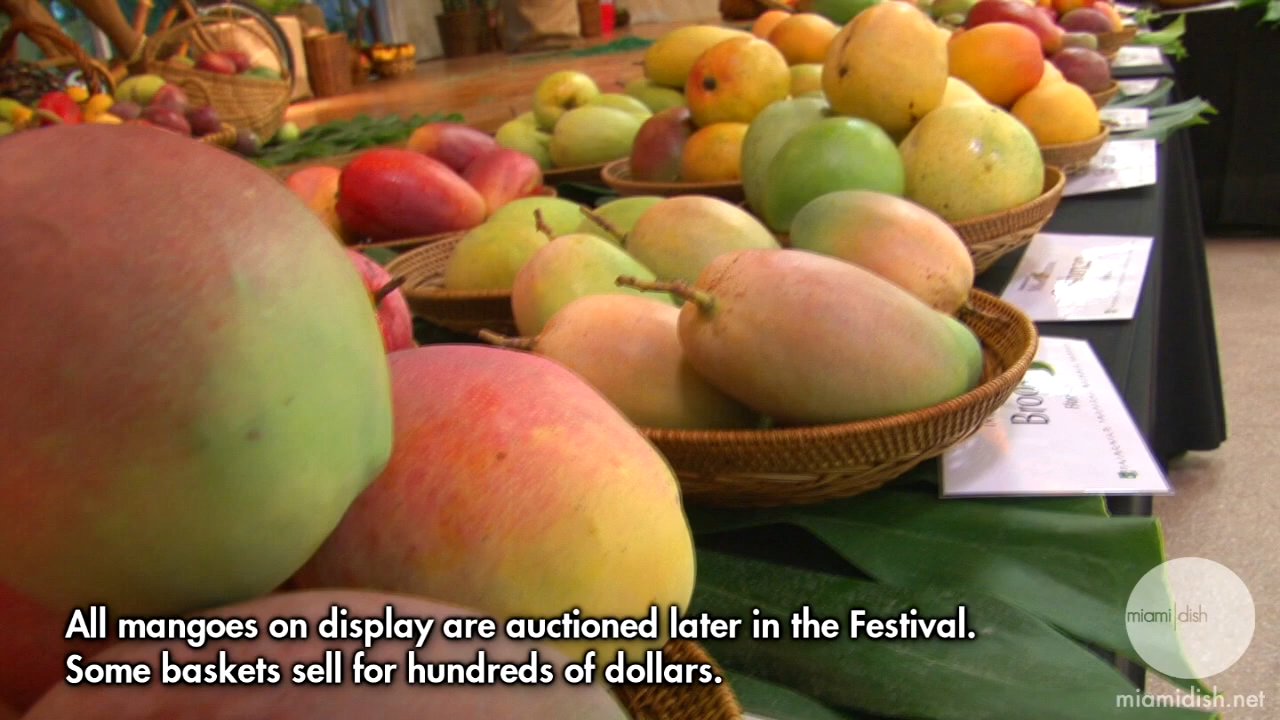 Broo
All mangoes on display are auctioned later in the Festival.
Some baskets sell for hundreds of dollars.
miami dish
miamidish.net